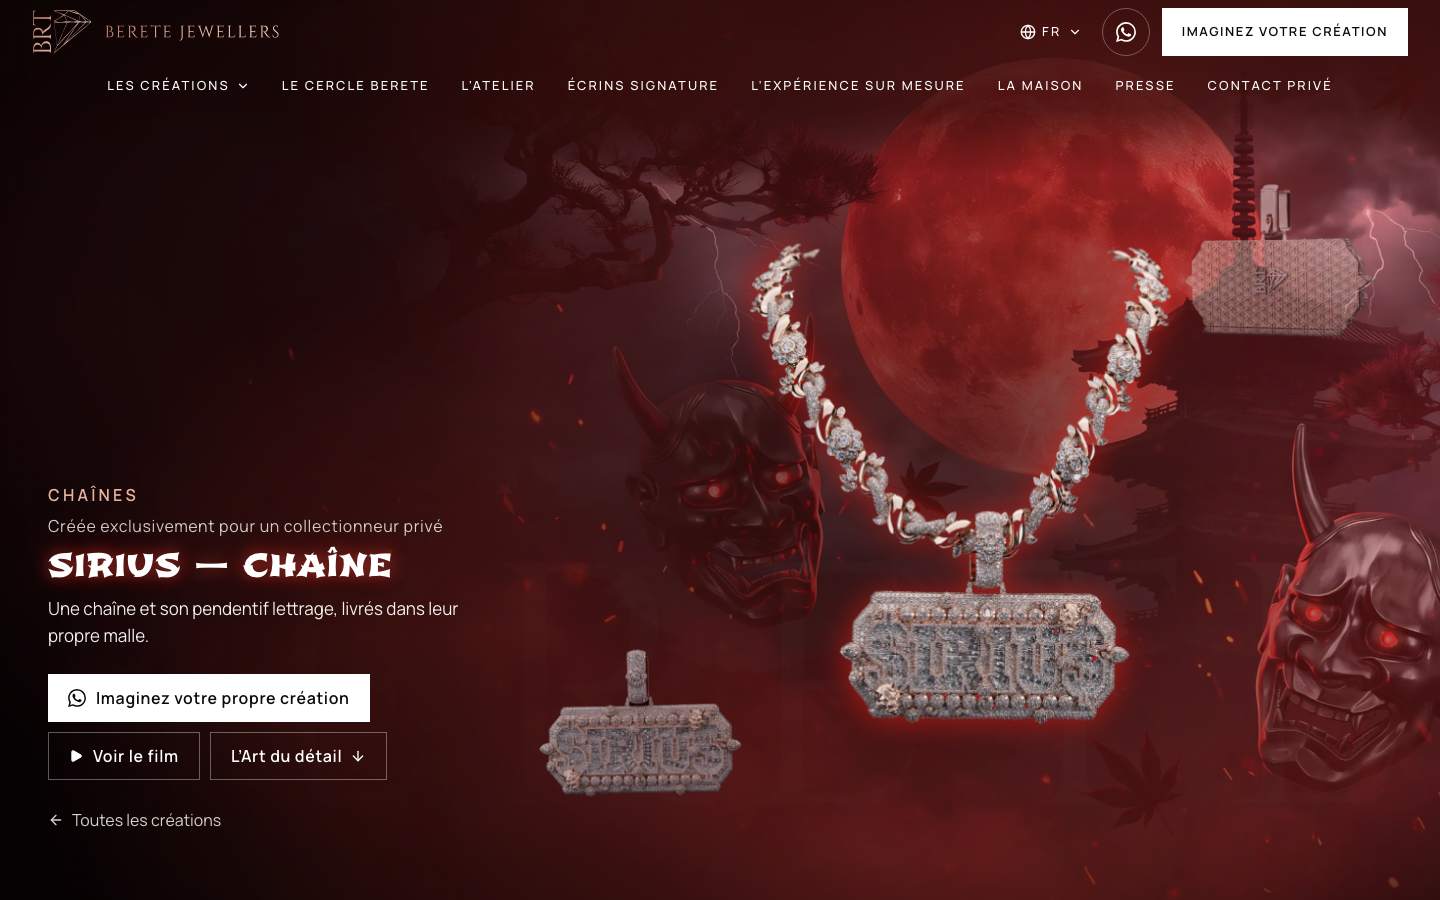 BRT
BERETE JEWELLERS
FR
IMAGINEZ VOTRE CRÉATION
LES CRÉATIONS
LE CERCLE BERETE
L'ATELIER
ÉCRINS SIGNATURE
L'EXPÉRIENCE SUR MESURE
LA MAISON
PRESSE
CONTACT PRIVÉ
CHAÎNES
Créée exclusivement pour un collectionneur privé
SIRIUS — CHAÎNE
Une chaîne et son pendentif lettrage, livrés dans leur
propre malle.
Imaginez votre propre création
Voir le film
L'Art du détail
Toutes les créations
SIRIUS
SIRIUS
BRT